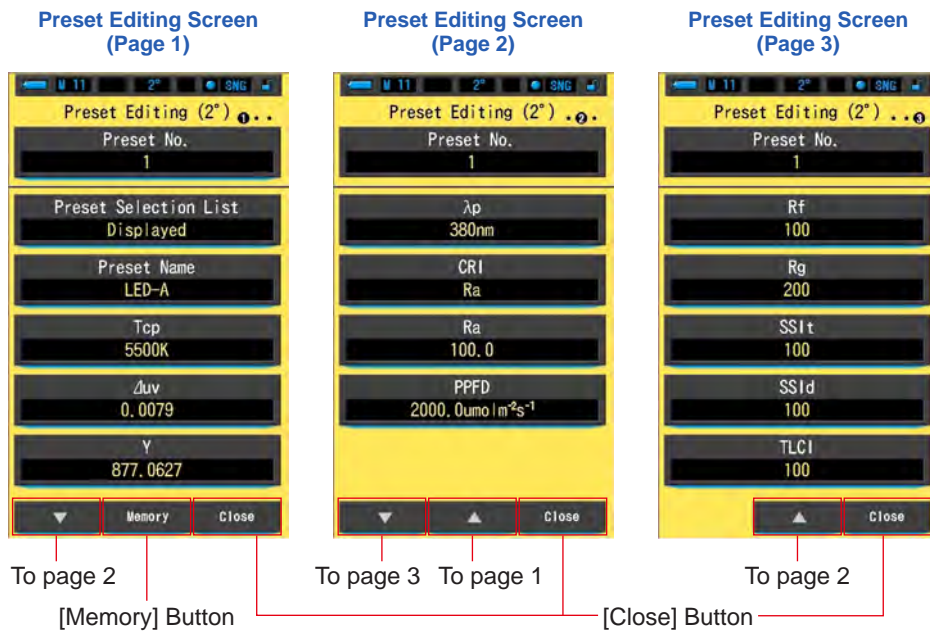 Preset Editing Screen
(Page 1)
M 11 2° SNG
Preset Editing (2°) ❶..
Preset No.
1
Preset Selection List
Displayed
Preset Name
LED-A
Tcp
5500K
⊿uv
0.0079
Y
877.0627
▼ Memory Close
To page 2
[Memory] Button
Preset Editing Screen
(Page 2)
M 11 2° SNG
Preset Editing (2°) .❷.
Preset No.
1
λp
380nm
CRI
Ra
Ra
100.0
PPFD
2000.0umolm⁻²s⁻¹
▼ ▲ Close
To page 3 To page 1
Preset Editing Screen
(Page 3)
M 11 2° SNG
Preset Editing (2°) ..❸
Preset No.
1
Rf
100
Rg
200
SSIt
100
SSId
100
TLCI
100
▲ Close
To page 2
[Close] Button